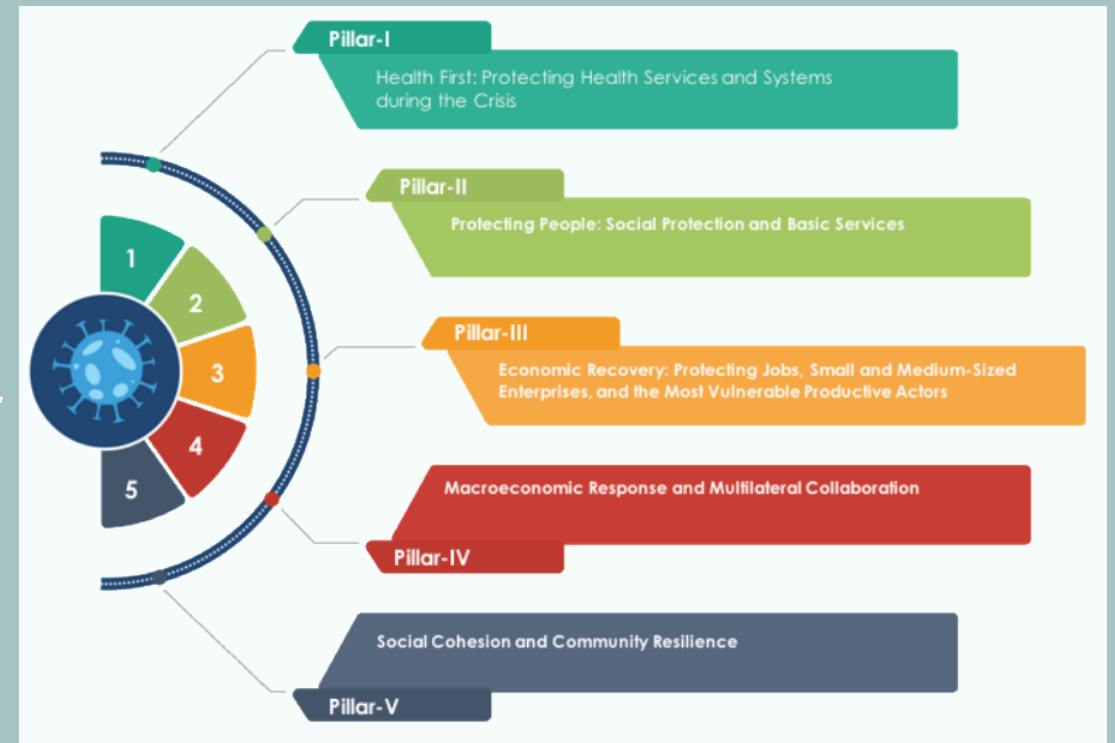 Pillar-I
Health First: Protecting Health Services and Systems
during the Crisis
Pillar-II
Protecting People: Social Protection and Basic Services
Pillar-III
Economic Recovery: Protecting Jobs, Small and Medium-Sized
Enterprises, and the Most Vulnerable Productive Actors
Macroeconomic Response and Multilateral Collaboration
Pillar-IV
Social Cohesion and Community Resilience
Pillar-V
1
2
3
4
5